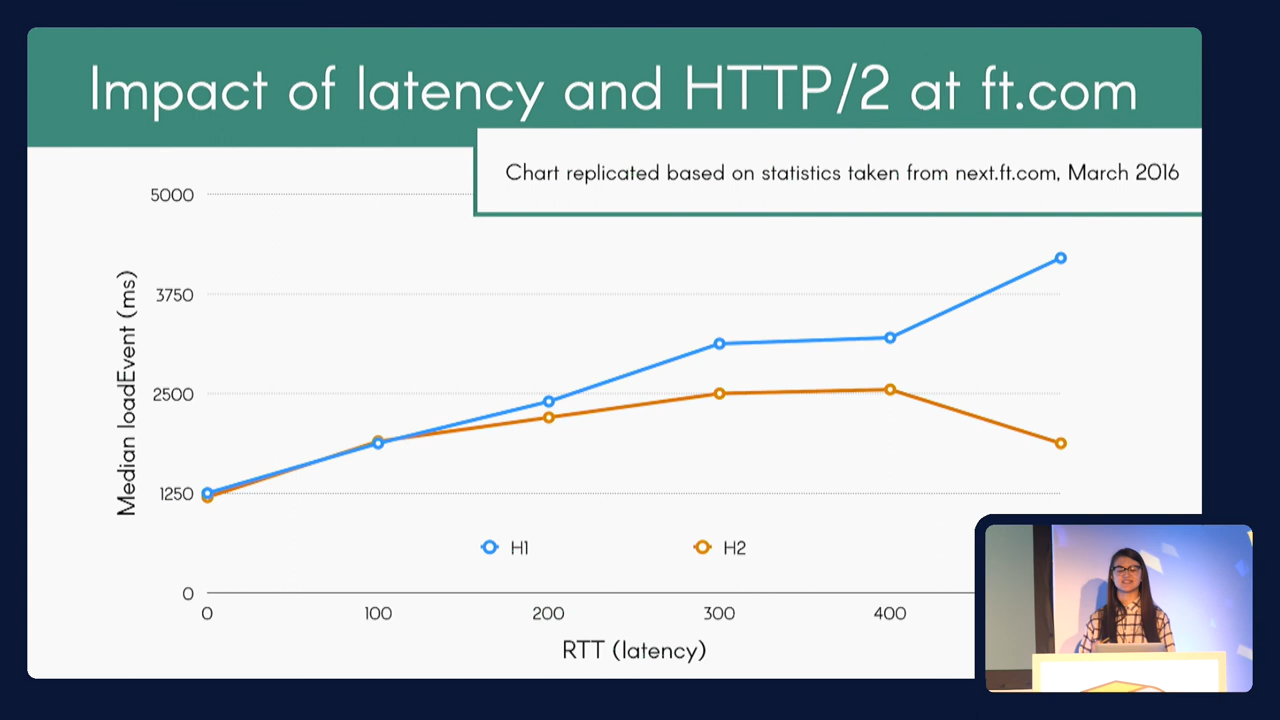 Impact of latency and HTTP/2 at ft.com
Chart replicated based on statistics taken from next.ft.com, March 2016
5000
3750
2500
1250
0
Median loadEvent (ms)
H1
H2
0
100
200
300
400
RTT (latency)